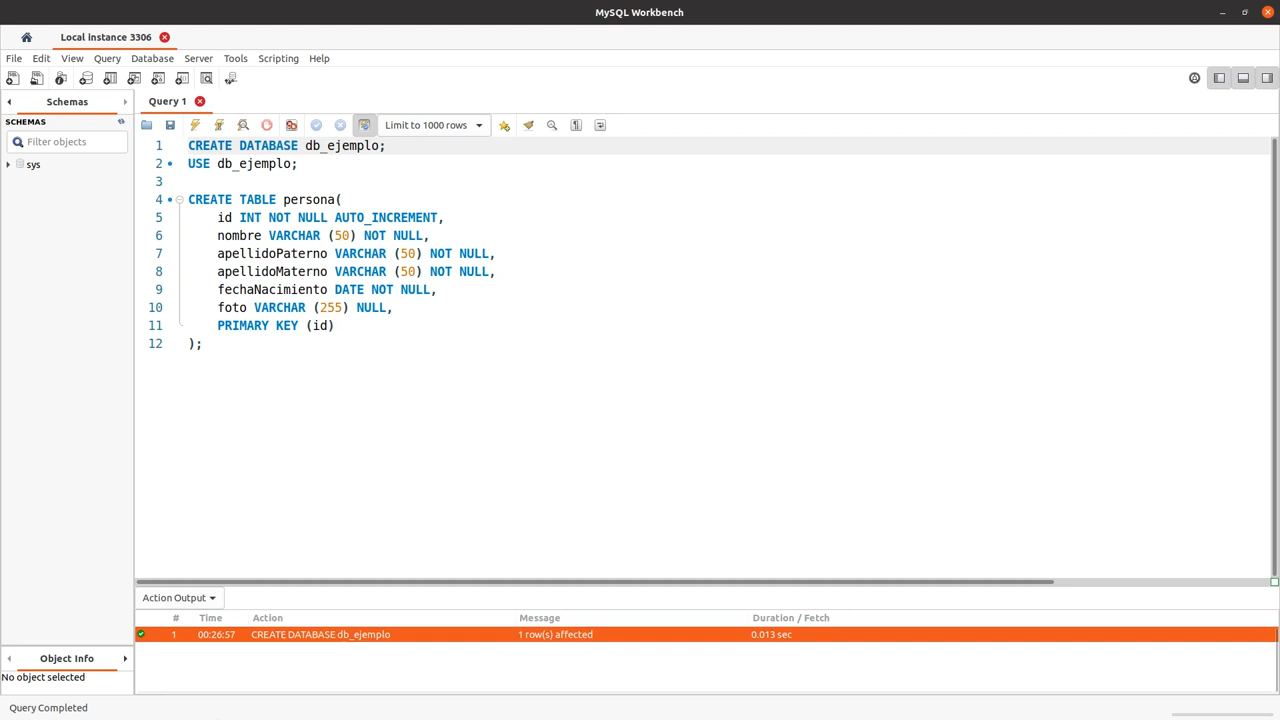 MySQL Workbench
Local instance 3306
File Edit View Query Database Server Tools Scripting Help
Schemas
Query 1
SCHEMAS
Filter objects
Limit to 1000 rows
sys
1 CREATE DATABASE db_ejemplo;
2 USE db_ejemplo;
3
4 CREATE TABLE persona(
5 id INT NOT NULL AUTO_INCREMENT,
6 nombre VARCHAR (50) NOT NULL,
7 apellidoPaterno VARCHAR (50) NOT NULL,
8 apellidoMaterno VARCHAR (50) NOT NULL,
9 fechaNacimiento DATE NOT NULL,
10 foto VARCHAR (255) NULL,
11 PRIMARY KEY (id)
12 );
Action Output
# Time Action Message Duration / Fetch
1 00:26:57 CREATE DATABASE db_ejemplo 1 row(s) affected 0.013 sec
Object Info
No object selected
Query Completed